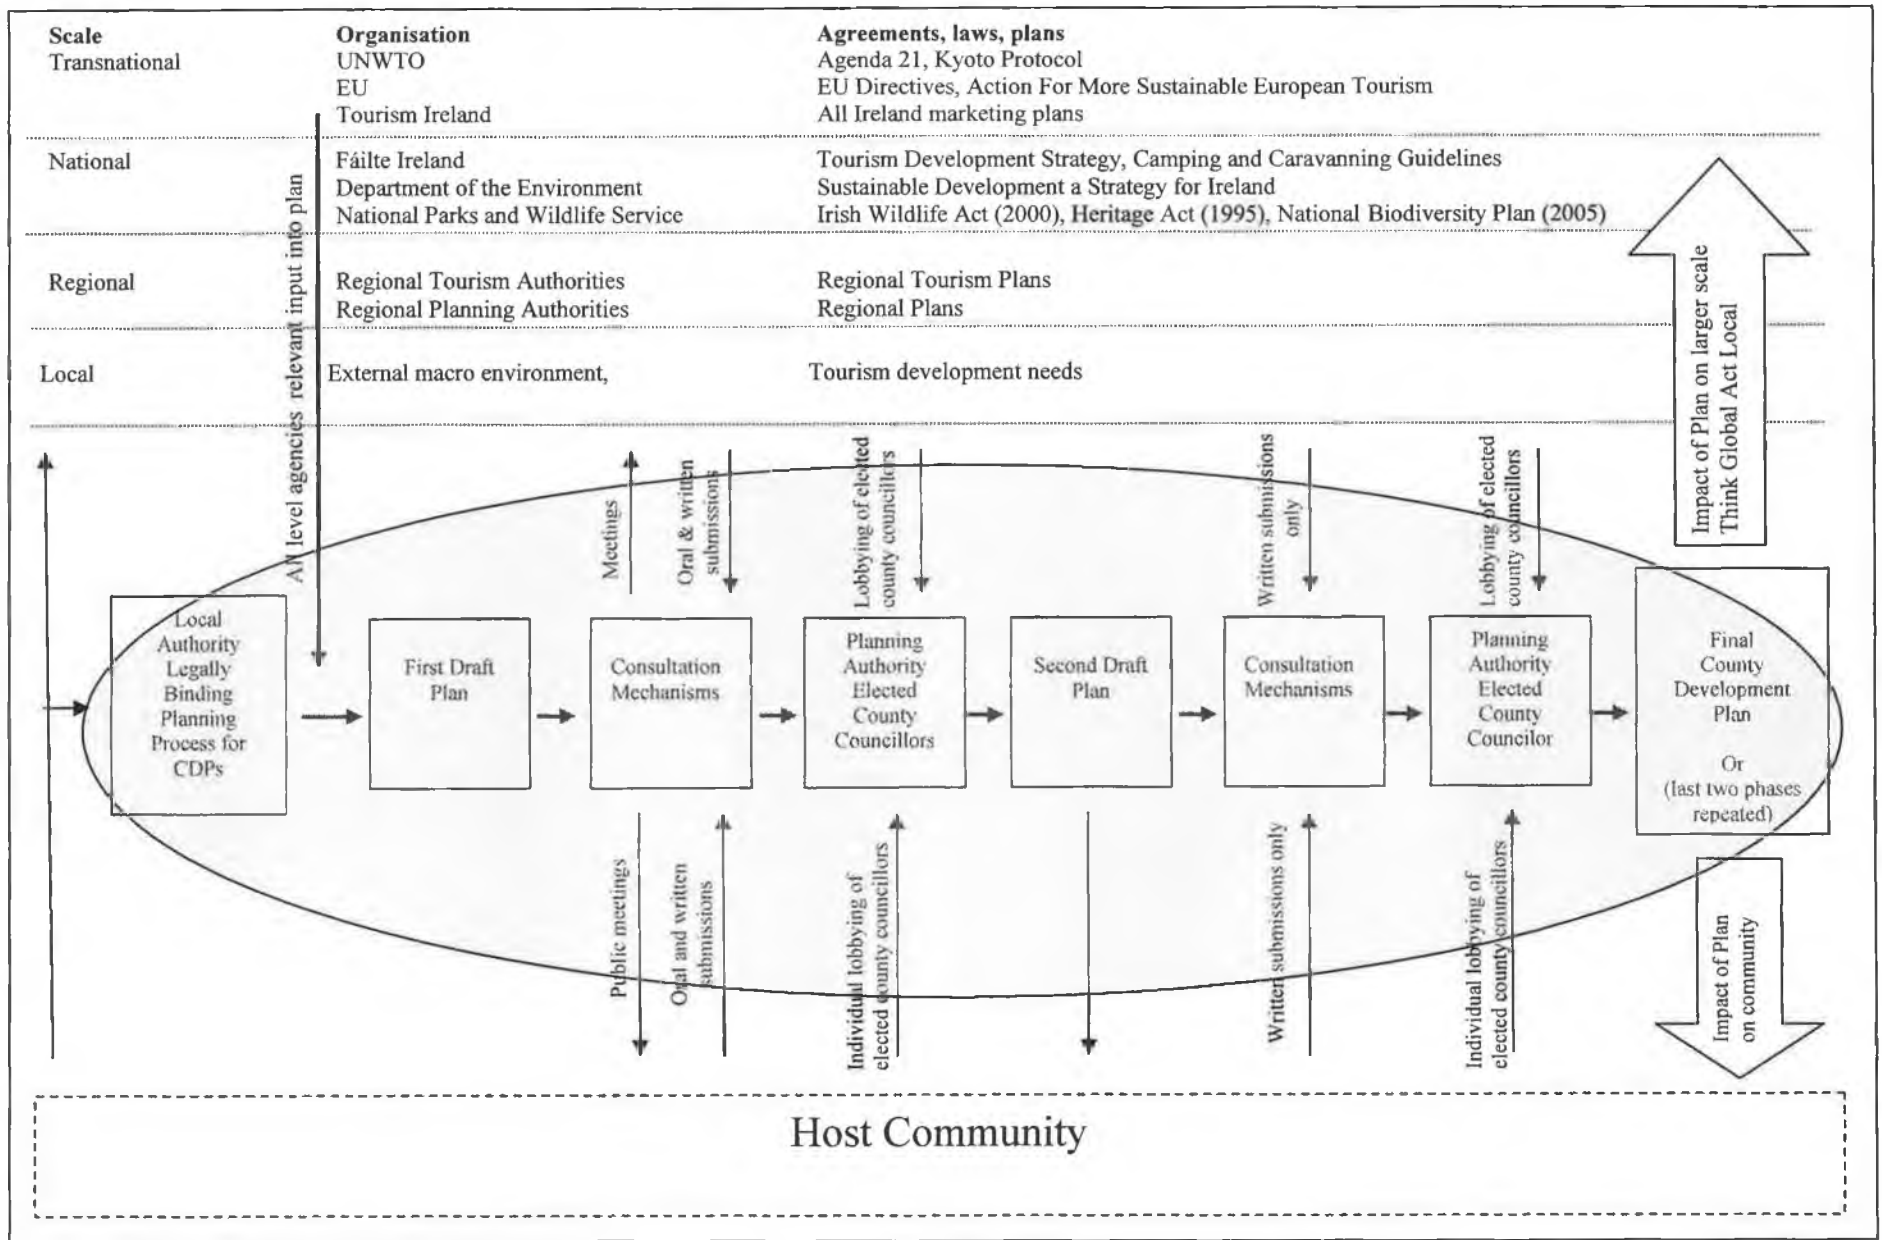 Scale Organisation Agreements, laws, plans
Transnational UNWTO Agenda 21, Kyoto Protocol
EU EU Directives, Action For More Sustainable European Tourism
Tourism Ireland All Ireland marketing plans
National Fáilte Ireland Tourism Development Strategy, Camping and Caravanning Guidelines
Department of the Environment Sustainable Development a Strategy for Ireland
National Parks and Wildlife Service Irish Wildlife Act (2000), Heritage Act (1995), National Biodiversity Plan (2005)
Regional Regional Tourism Authorities Regional Tourism Plans
Regional Planning Authorities Regional Plans
Local External macro environment, Tourism development needs
All level agencies relevant input into plan
Impact of Plan on larger scale
Think Global Act Local
Meetings
Oral & written
submissions
Lobbying of elected
county councillors
Written submissions
only
Lobbying of elected
county councillors
Local
Authority
Legally
Binding
Planning
Process for
CDPs
First Draft
Plan
Consultation
Mechanisms
Planning
Authority
Elected
County
Councillors
Second Draft
Plan
Consultation
Mechanisms
Planning
Authority
Elected
County
Councilor
Final
County
Development
Plan
Or
(last two phases
repeated)
Public meetings
Oral and written
submissions
Individual lobbying of
elected county councillors
Written submissions only
Individual lobbying of
elected county councillors
Impact of Plan
on community
Host Community